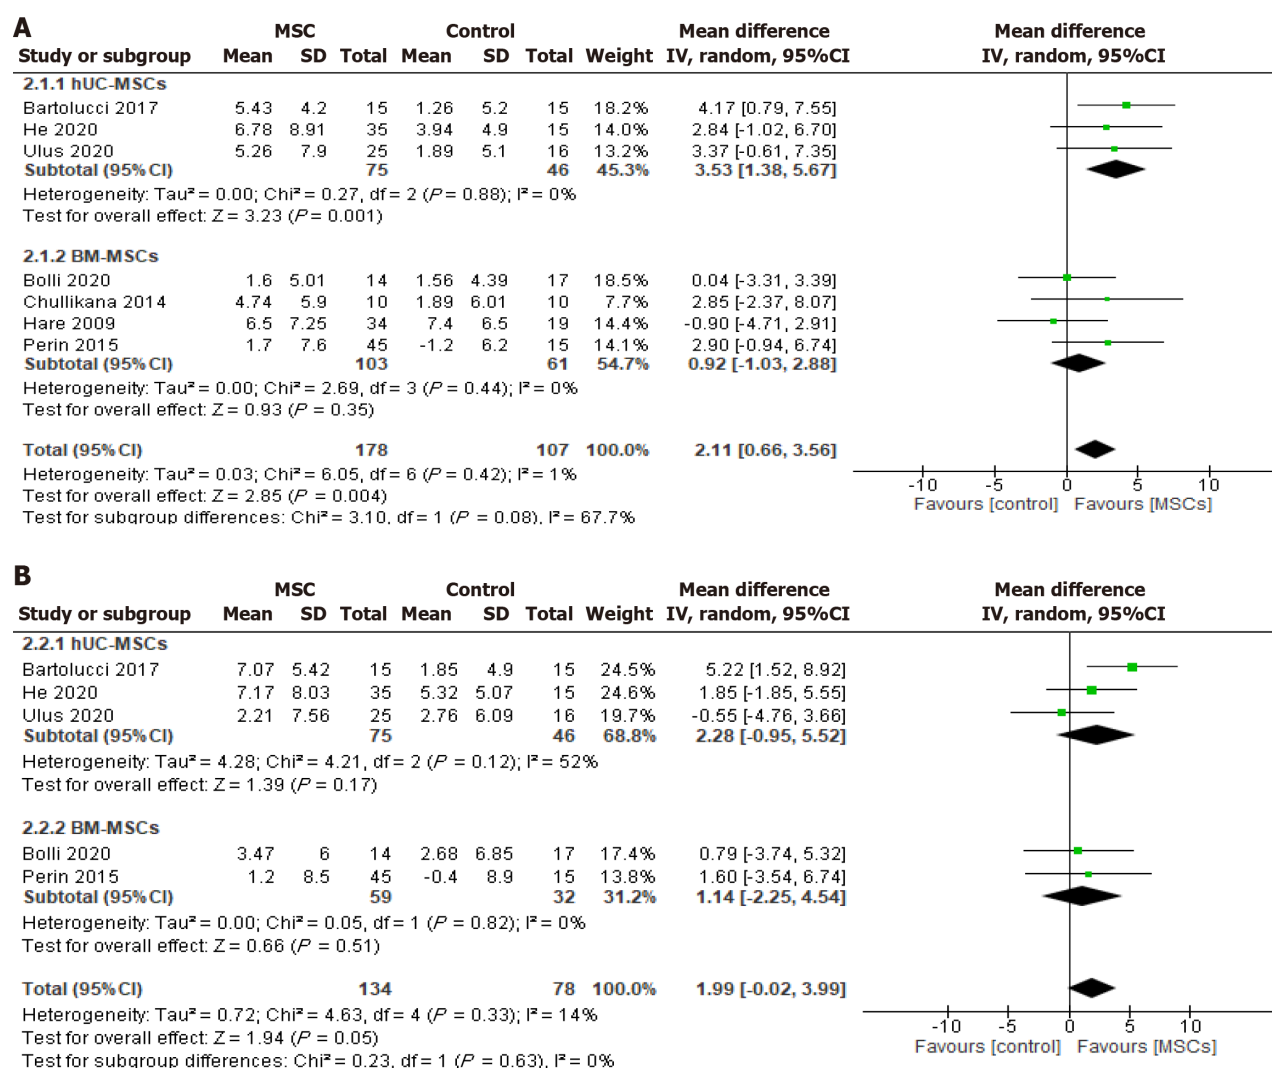 A
MSC Control Mean difference Mean difference
Study or subgroup Mean SD Total Mean SD Total Weight IV, random, 95%CI IV, random, 95%CI
2.1.1 hUC-MSCs
Bartolucci 2017 5.43 4.2 15 1.26 5.2 15 18.2% 4.17 [0.79, 7.55]
He 2020 6.78 8.91 35 3.94 4.9 15 14.0% 2.84 [-1.02, 6.70]
Ulus 2020 5.26 7.9 25 1.89 5.1 16 13.2% 3.37 [-0.61, 7.35]
Subtotal (95%CI) 75 46 45.3% 3.53 [1.38, 5.67]
Heterogeneity: Tau² = 0.00; Chi² = 0.27, df = 2 (P = 0.88); I² = 0%
Test for overall effect: Z = 3.23 (P = 0.001)
2.1.2 BM-MSCs
Bolli 2020 1.6 5.01 14 1.56 4.39 17 18.5% 0.04 [-3.31, 3.39]
Chullikana 2014 4.74 5.9 10 1.89 6.01 10 7.7% 2.85 [-2.37, 8.07]
Hare 2009 6.5 7.25 34 7.4 6.5 19 14.4% -0.90 [-4.71, 2.91]
Perin 2015 1.7 7.6 45 -1.2 6.2 15 14.1% 2.90 [-0.94, 6.74]
Subtotal (95%CI) 103 61 54.7% 0.92 [-1.03, 2.88]
Heterogeneity: Tau² = 0.00; Chi² = 2.69, df = 3 (P = 0.44); I² = 0%
Test for overall effect: Z = 0.93 (P = 0.35)
Total (95%CI) 178 107 100.0% 2.11 [0.66, 3.56]
Heterogeneity: Tau² = 0.03; Chi² = 6.05, df = 6 (P = 0.42); I² = 1%
Test for overall effect: Z = 2.85 (P = 0.004)
Test for subgroup differences: Chi² = 3.10, df = 1 (P = 0.08), I² = 67.7%
-10 -5 0 5 10
Favours [control] Favours [MSCs]
B
MSC Control Mean difference Mean difference
Study or subgroup Mean SD Total Mean SD Total Weight IV, random, 95%CI IV, random, 95%CI
2.2.1 hUC-MSCs
Bartolucci 2017 7.07 5.42 15 1.85 4.9 15 24.5% 5.22 [1.52, 8.92]
He 2020 7.17 8.03 35 5.32 5.07 15 24.6% 1.85 [-1.85, 5.55]
Ulus 2020 2.21 7.56 25 2.76 6.09 16 19.7% -0.55 [-4.76, 3.66]
Subtotal (95%CI) 75 46 68.8% 2.28 [-0.95, 5.52]
Heterogeneity: Tau² = 4.28; Chi² = 4.21, df = 2 (P = 0.12); I² = 52%
Test for overall effect: Z = 1.39 (P = 0.17)
2.2.2 BM-MSCs
Bolli 2020 3.47 6 14 2.68 6.85 17 17.4% 0.79 [-3.74, 5.32]
Perin 2015 1.2 8.5 45 -0.4 8.9 15 13.8% 1.60 [-3.54, 6.74]
Subtotal (95%CI) 59 32 31.2% 1.14 [-2.25, 4.54]
Heterogeneity: Tau² = 0.00; Chi² = 0.05, df = 1 (P = 0.82); I² = 0%
Test for overall effect: Z = 0.66 (P = 0.51)
Total (95%CI) 134 78 100.0% 1.99 [-0.02, 3.99]
Heterogeneity: Tau² = 0.72; Chi² = 4.63, df = 4 (P = 0.33); I² = 14%
Test for overall effect: Z = 1.94 (P = 0.05)
Test for subgroup differences: Chi² = 0.23, df = 1 (P = 0.63), I² = 0%
-10 -5 0 5 10
Favours [control] Favours [MSCs]